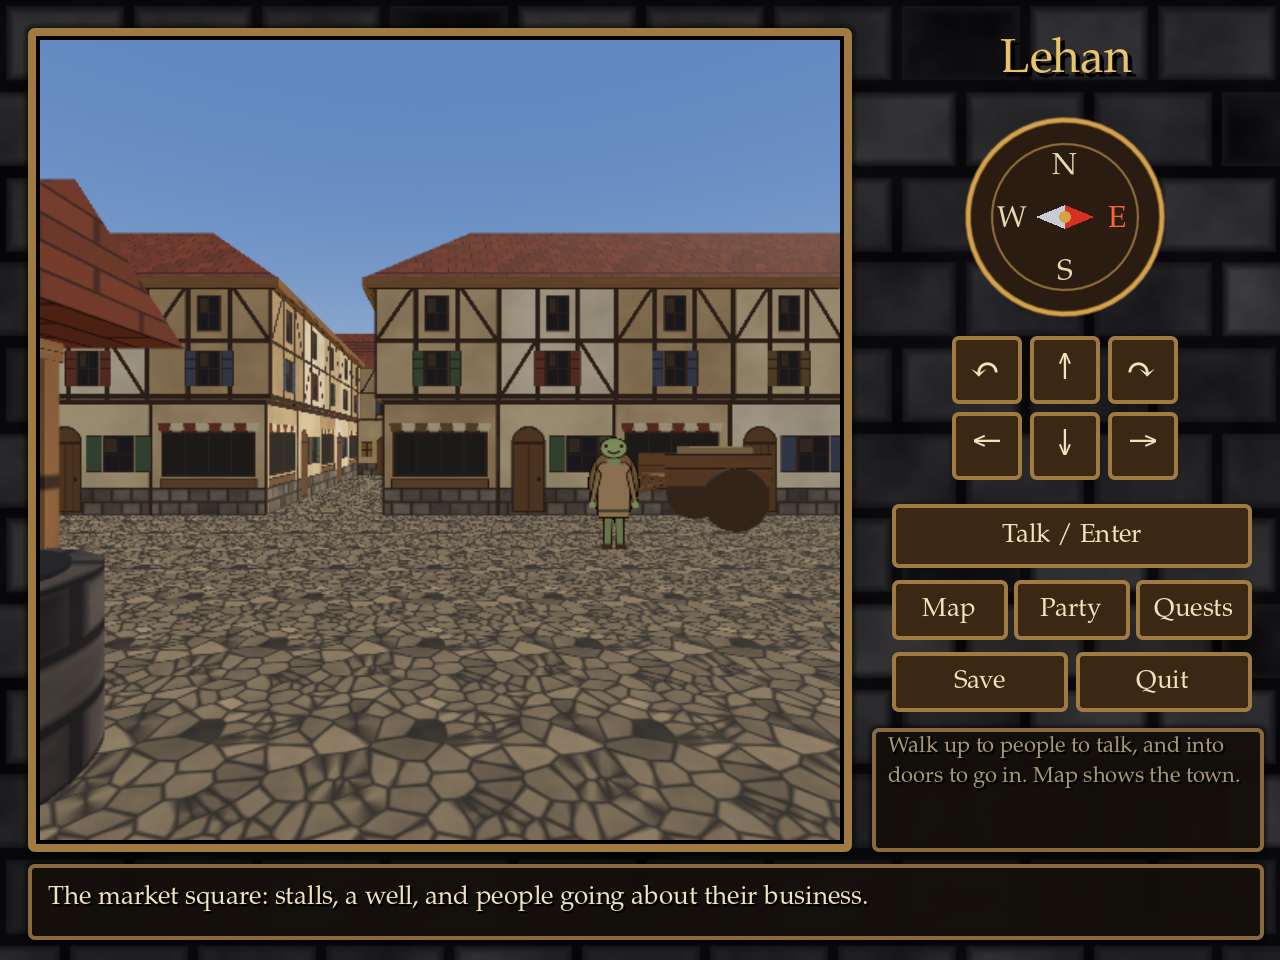 Lehan
N
W E
S
Talk / Enter
Map Party Quests
Save Quit
Walk up to people to talk, and into
doors to go in. Map shows the town.
The market square: stalls, a well, and people going about their business.